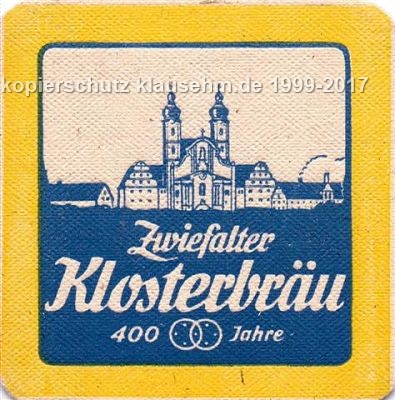 kopierschutz klausehm.de 1999-2017
Zwiefalter
Klosterbräu
400 Jahre